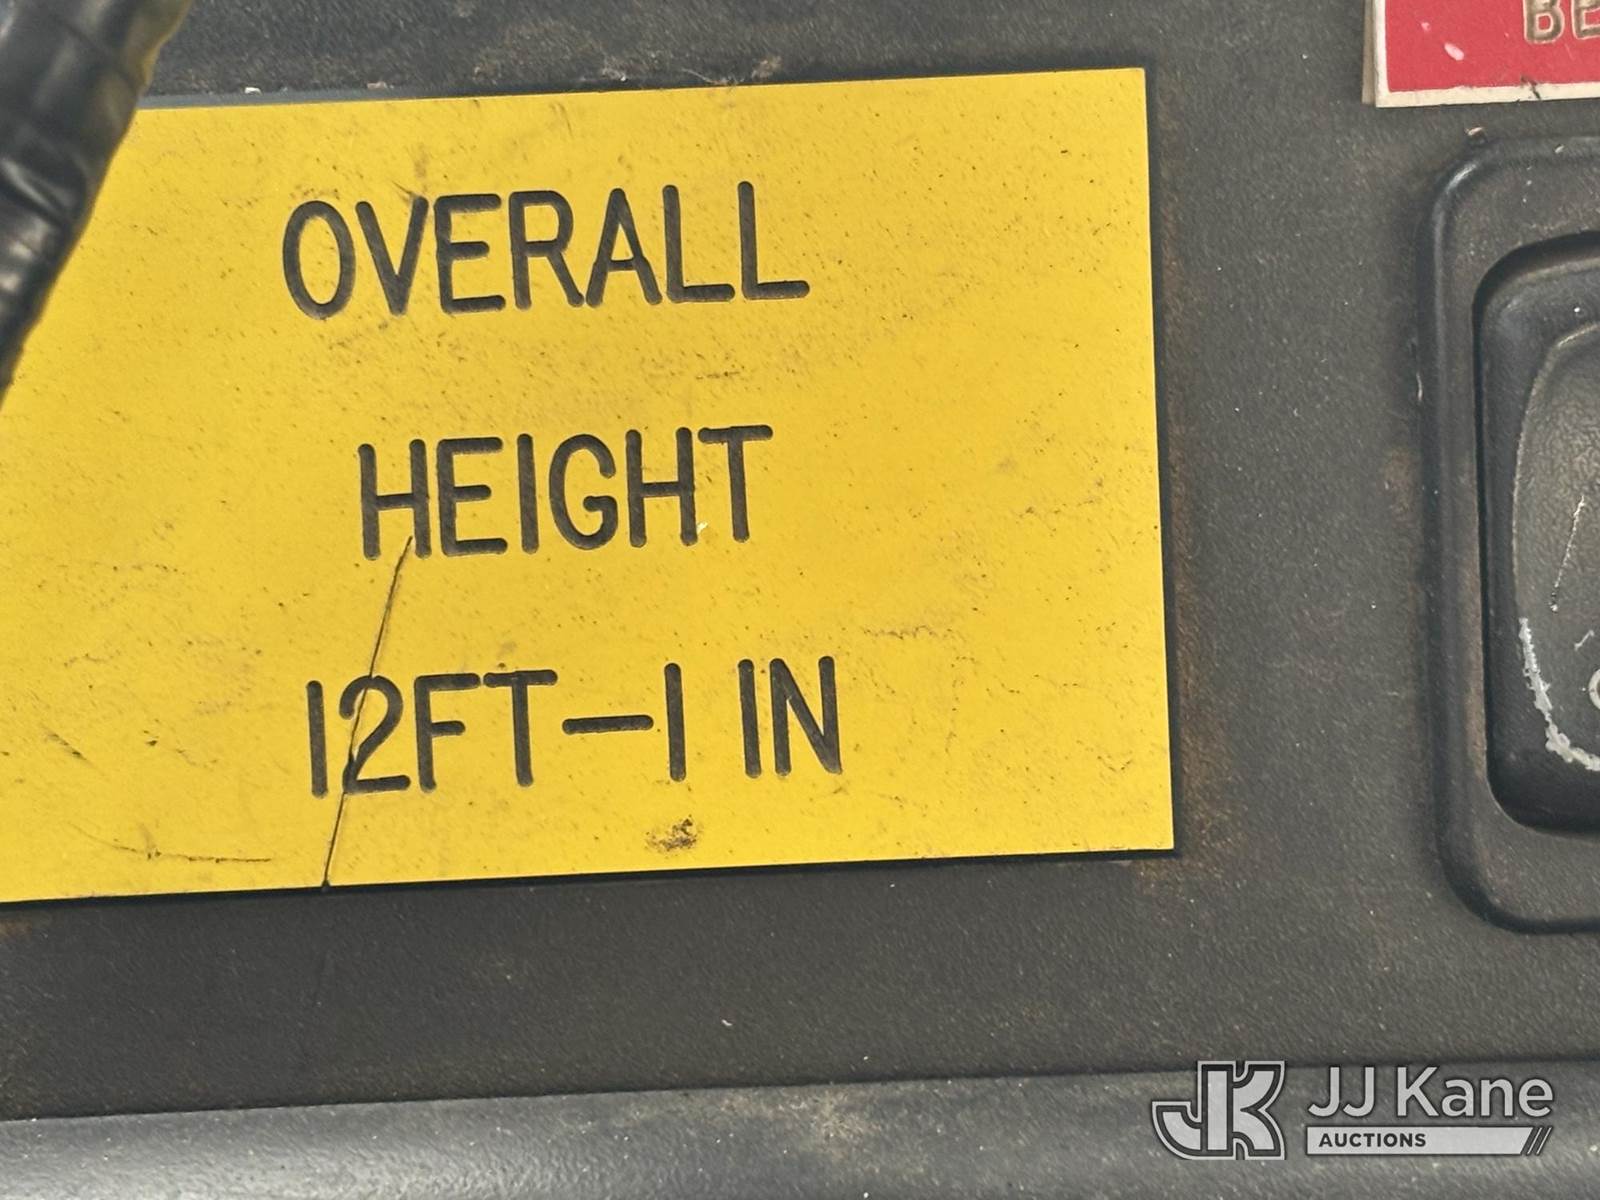 OVERALL
HEIGHT
12FT-1 IN
JJ Kane
AUCTIONS